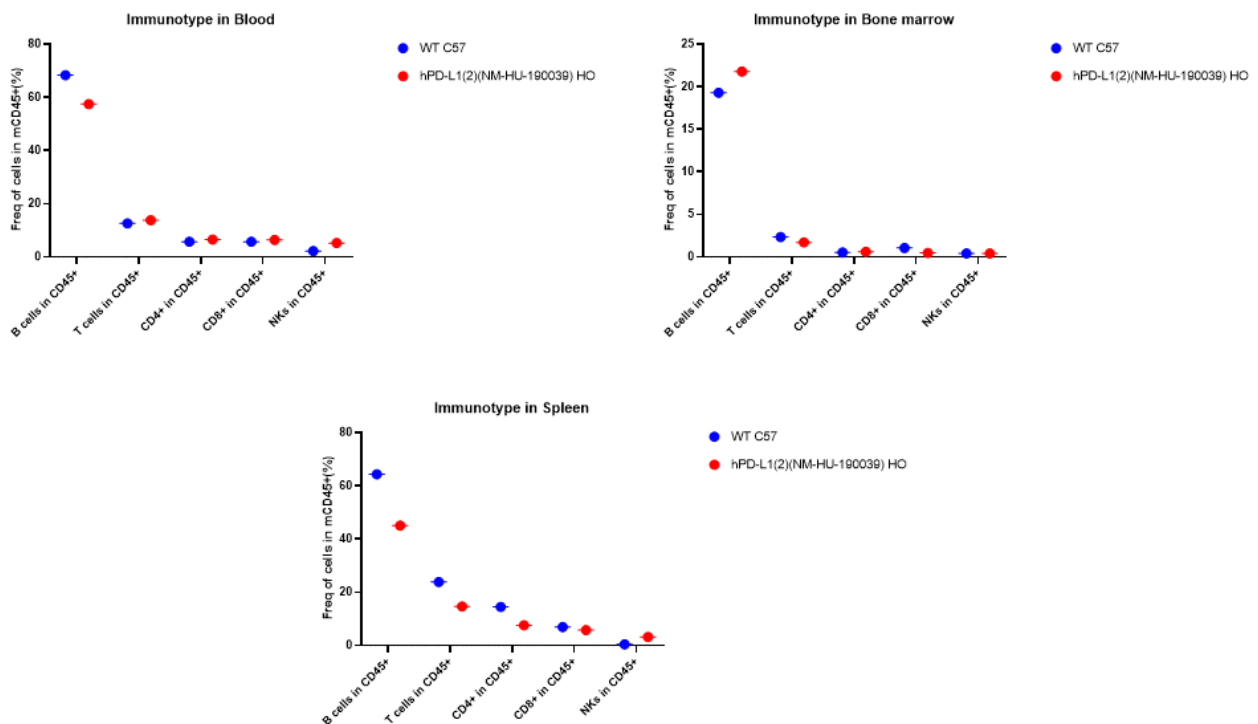 Immunotype in Blood
Freq of cells in mCD45+(%)
80
60
40
20
0
B cells in CD45+
T cells in CD45+
CD4+ in CD45+
CD8+ in CD45+
NKs in CD45+
WT C57
hPD-L1(2)(NM-HU-190039) HO
Immunotype in Bone marrow
Freq of cells in mCD45+(%)
25
20
15
10
5
0
B cells in CD45+
T cells in CD45+
CD4+ in CD45+
CD8+ in CD45+
NKs in CD45+
WT C57
hPD-L1(2)(NM-HU-190039) HO
Immunotype in Spleen
Freq of cells in mCD45+(%)
80
60
40
20
0
B cells in CD45+
T cells in CD45+
CD4+ in CD45+
CD8+ in CD45+
NKs in CD45+
WT C57
hPD-L1(2)(NM-HU-190039) HO